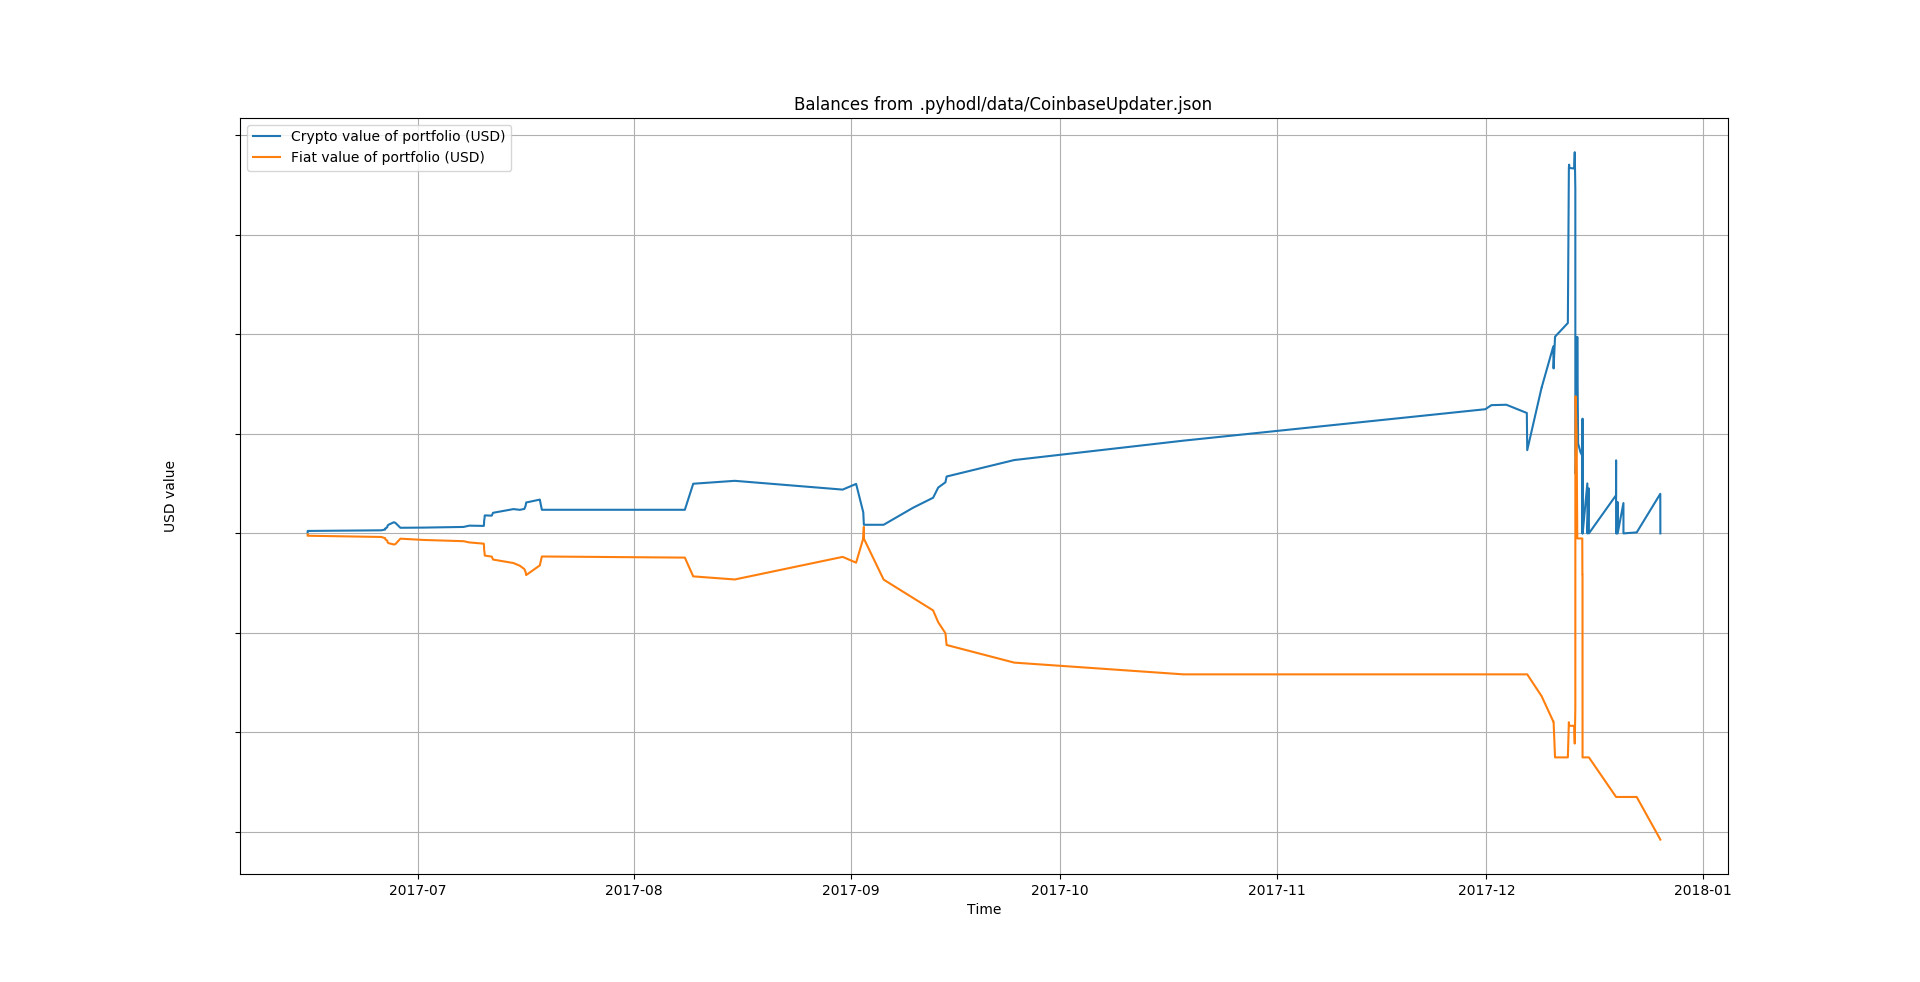 Balances from .pyhodl/data/CoinbaseUpdater.json
Crypto value of portfolio (USD)
Fiat value of portfolio (USD)
USD value
2017-07 2017-08 2017-09 2017-10 2017-11 2017-12 2018-01
Time